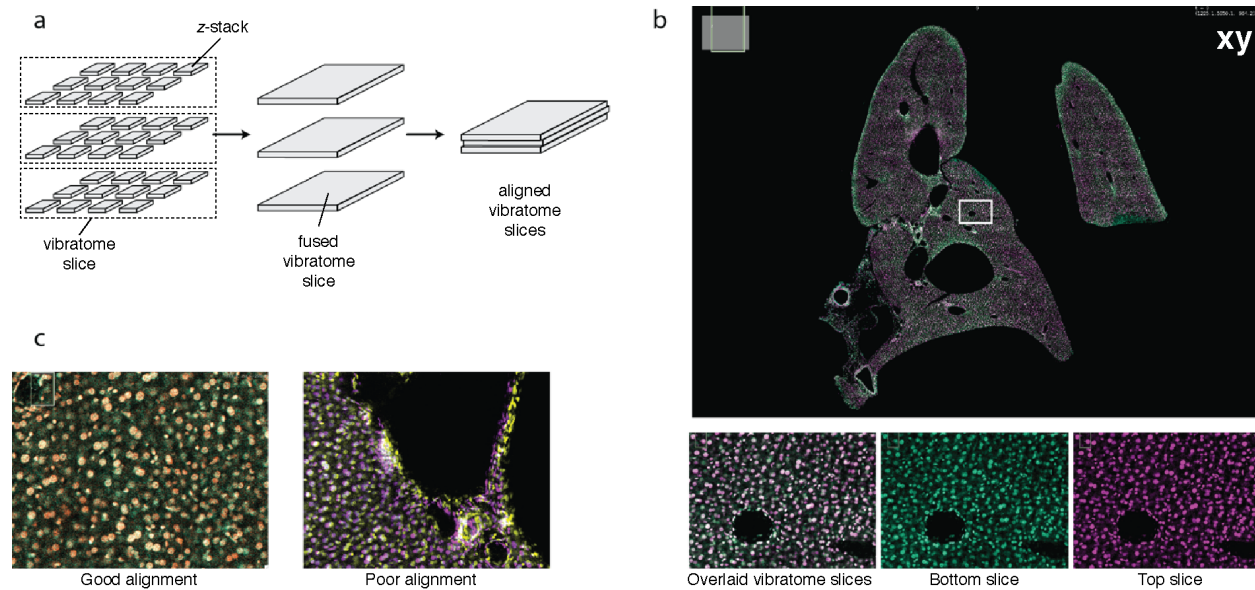 a
z-stack
vibratome
slice
fused
vibratome
slice
aligned
vibratome
slices
b
xy
Overlaid vibratome slices
Bottom slice
Top slice
c
Good alignment
Poor alignment